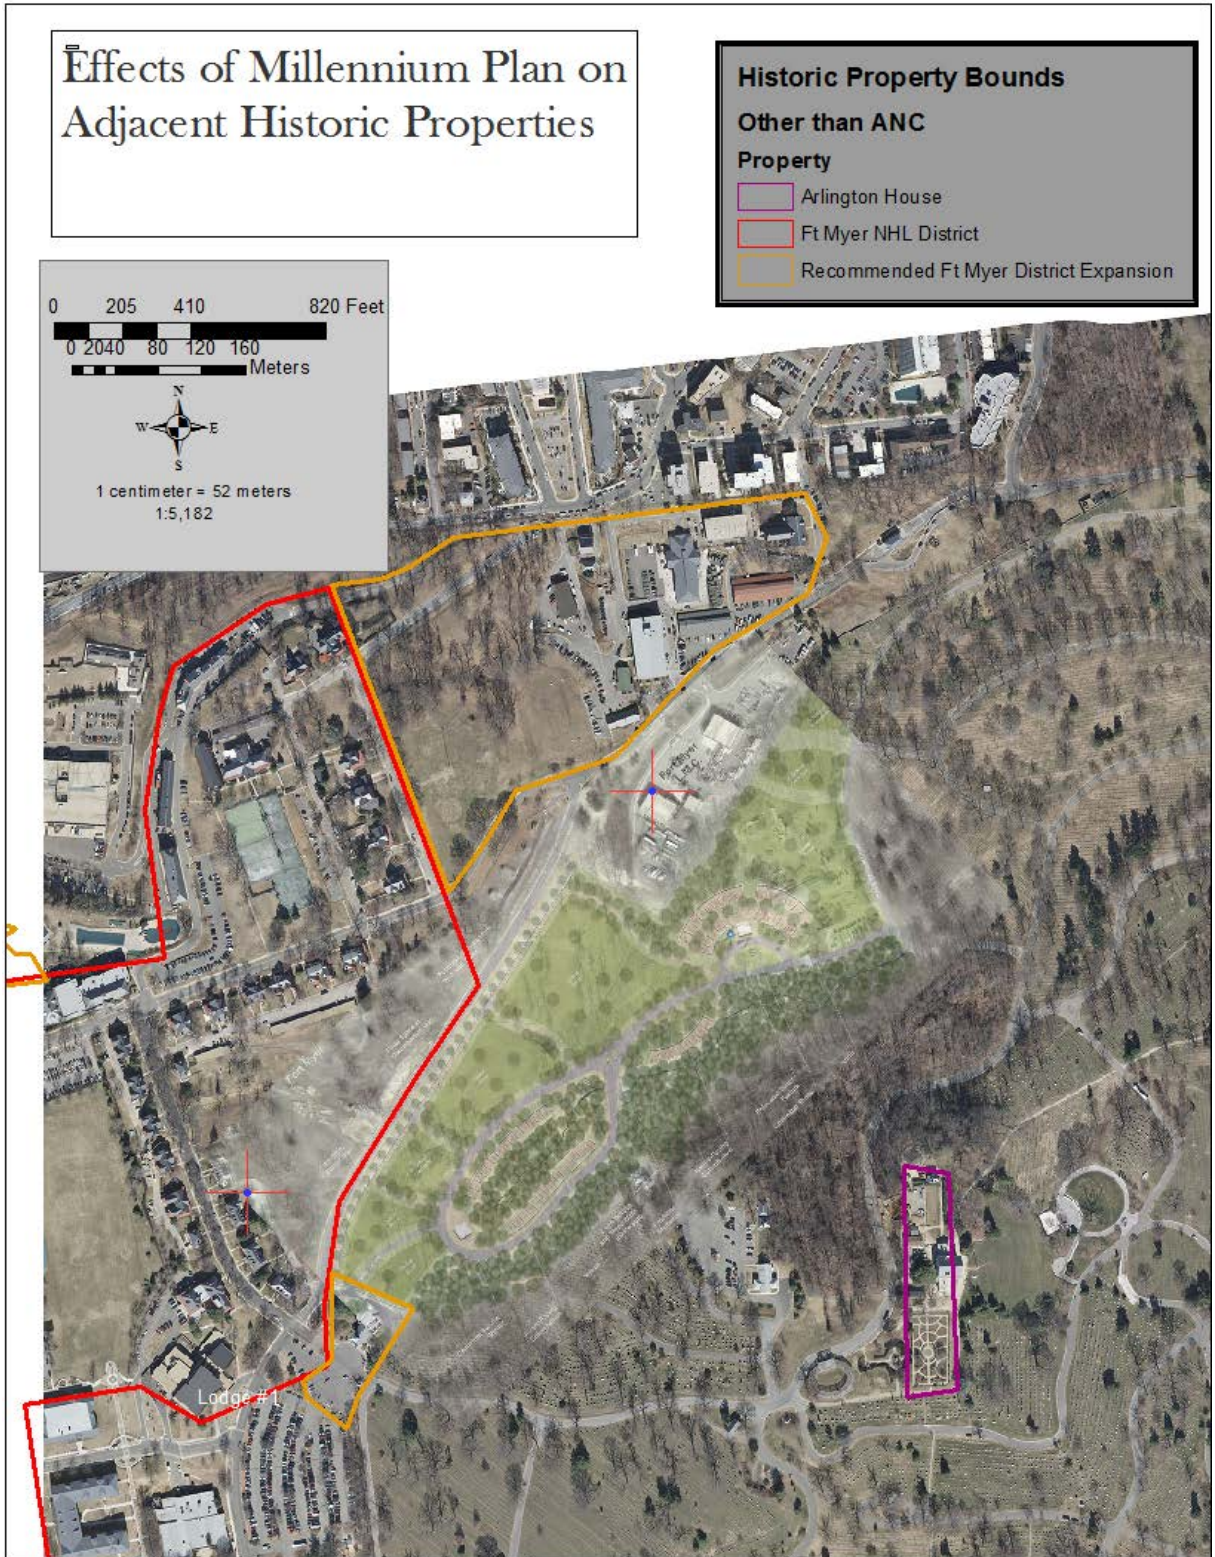 Effects of Millennium Plan on
Adjacent Historic Properties
Historic Property Bounds
Other than ANC
Property
Arlington House
Ft Myer NHL District
Recommended Ft Myer District Expansion
0 205 410 820 Feet
0 2040 80 120 160
Meters
N
W E
S
1 centimeter = 52 meters
1:5,182
Lodge #1